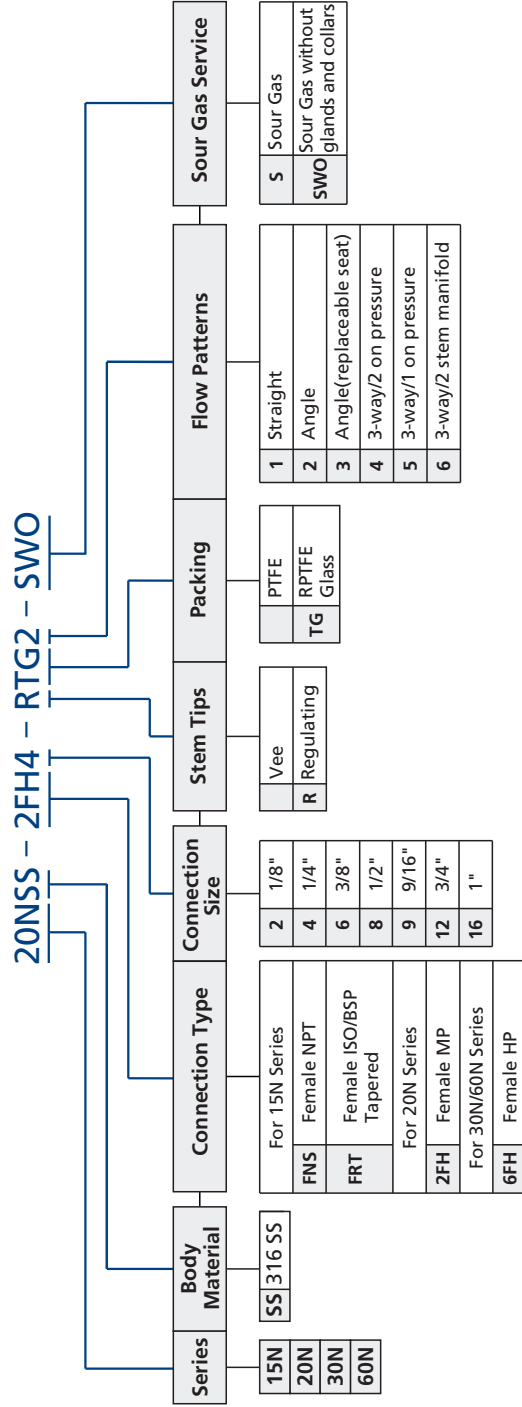 20NSS – 2FH4 – RTG2 – SWO
Series
15N
20N
30N
60N
Body
Material
SS 316 SS
Connection Type
For 15N Series
FNS Female NPT
FRT Female ISO/BSP
Tapered
For 20N Series
2FH Female MP
For 30N/60N Series
6FH Female HP
Connection
Size
2 1/8"
4 1/4"
6 3/8"
8 1/2"
9 9/16"
12 3/4"
16 1"
Stem Tips
Vee
R Regulating
Packing
PTFE
TG RPTFE
Glass
Flow Patterns
1 Straight
2 Angle
3 Angle(replaceable seat)
4 3-way/2 on pressure
5 3-way/1 on pressure
6 3-way/2 stem manifold
Sour Gas Service
S Sour Gas
SWO Sour Gas without
glands and collars